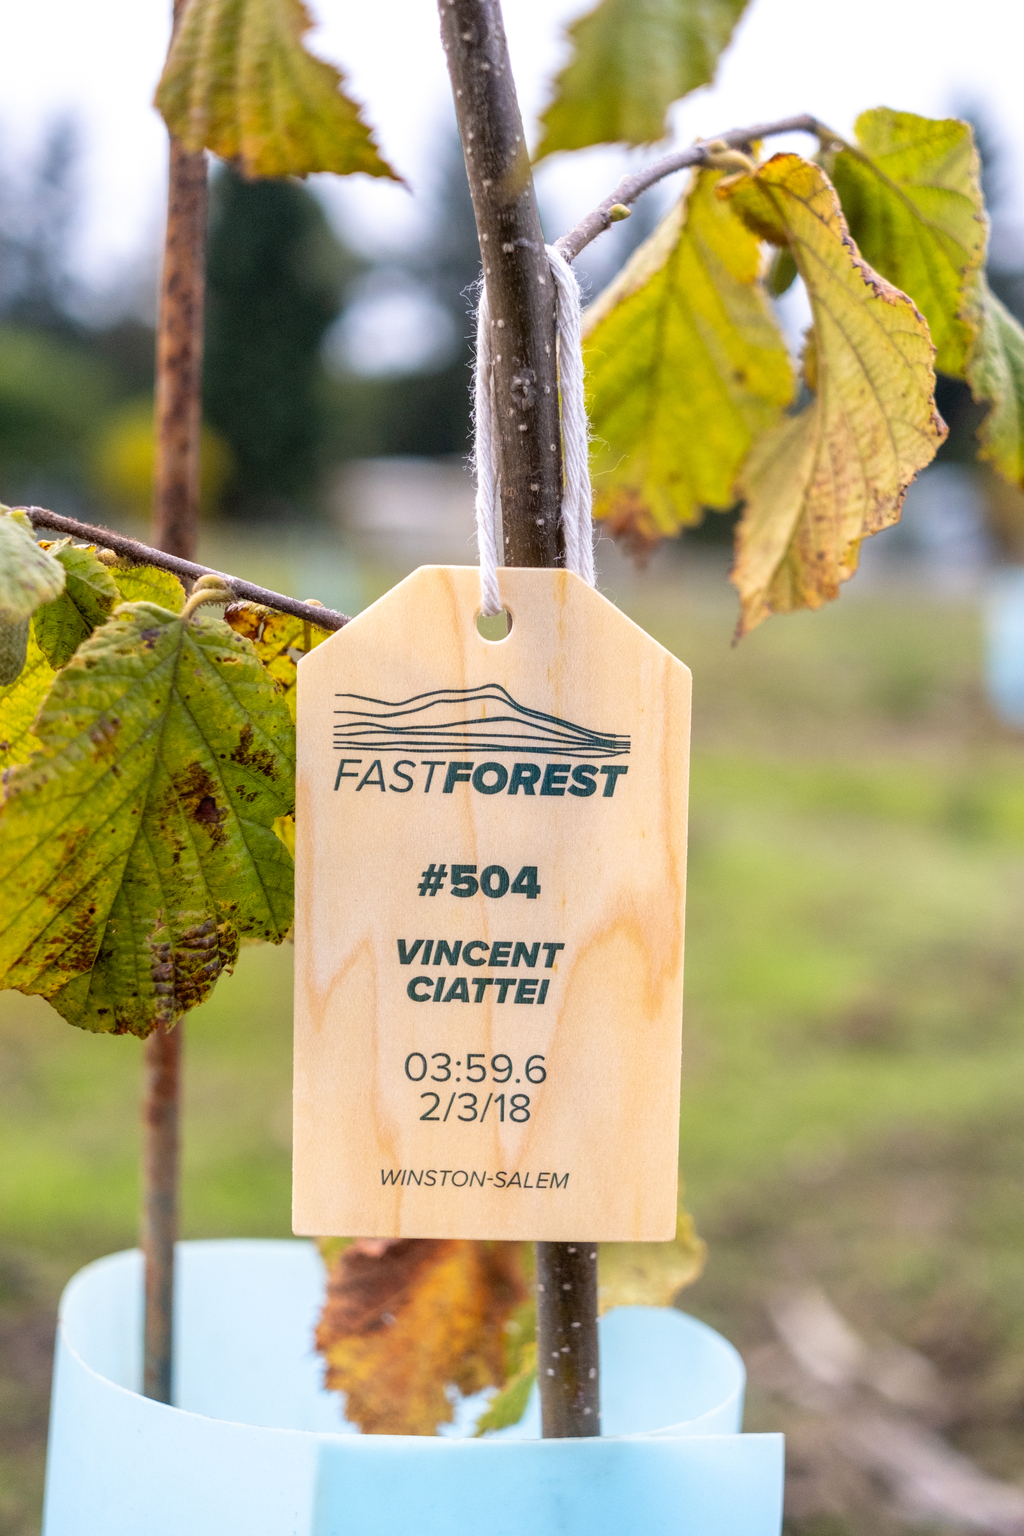 FASTFOREST
#504
VINCENT
CIATTEI
03:59.6
2/3/18
WINSTON-SALEM